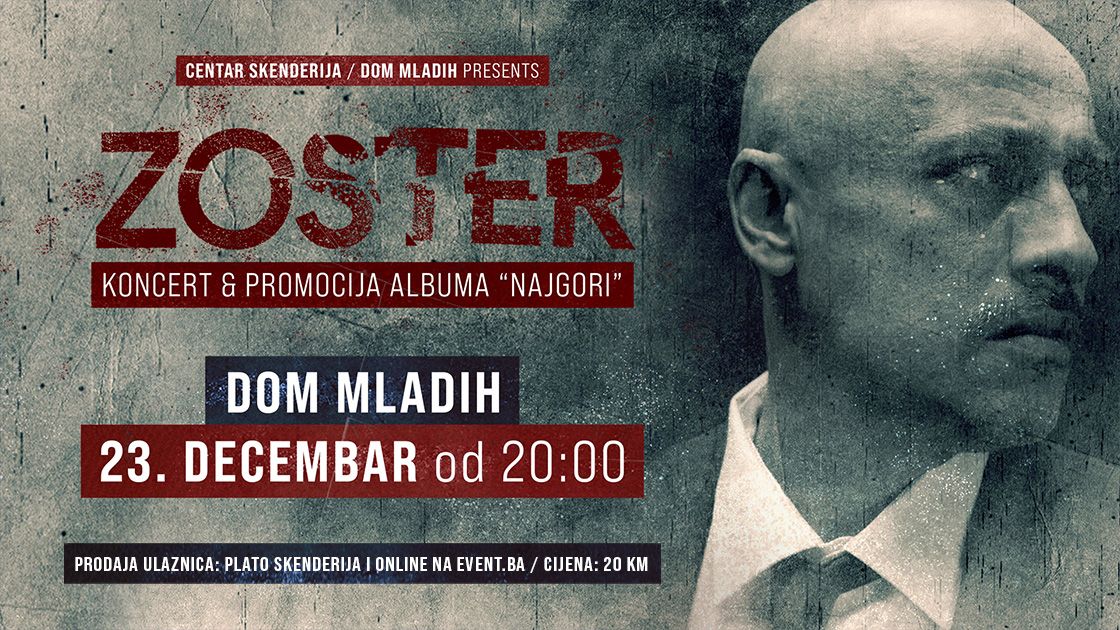 CENTAR SKENDERIJA / DOM MLADIH PRESENTS
ZOSTER
KONCERT & PROMOCIJA ALBUMA “NAJGORI”
DOM MLADIH
23. DECEMBAR od 20:00
PRODAJA ULAZNICA: PLATO SKENDERIJA I ONLINE NA EVENT.BA / CIJENA: 20 KM